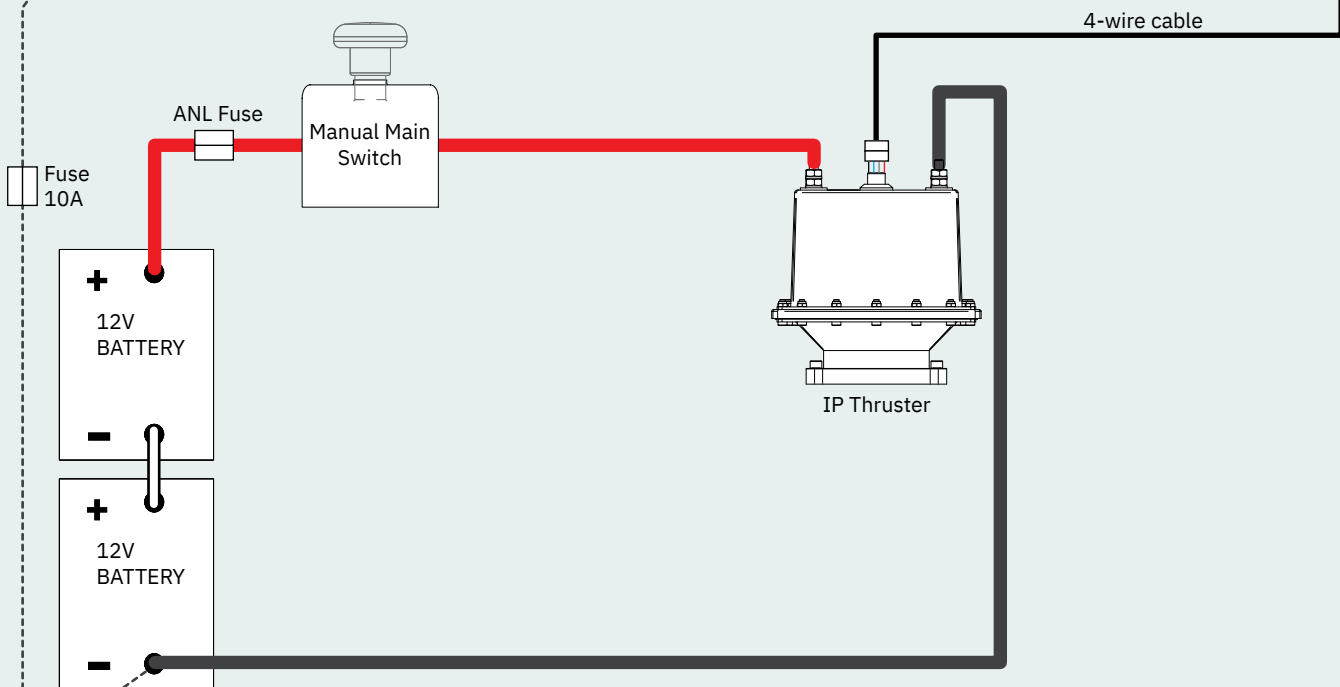 4-wire cable
ANL Fuse
Manual Main
Switch
Fuse
10A
+
12V
BATTERY
-
IP Thruster
+
12V
BATTERY
-